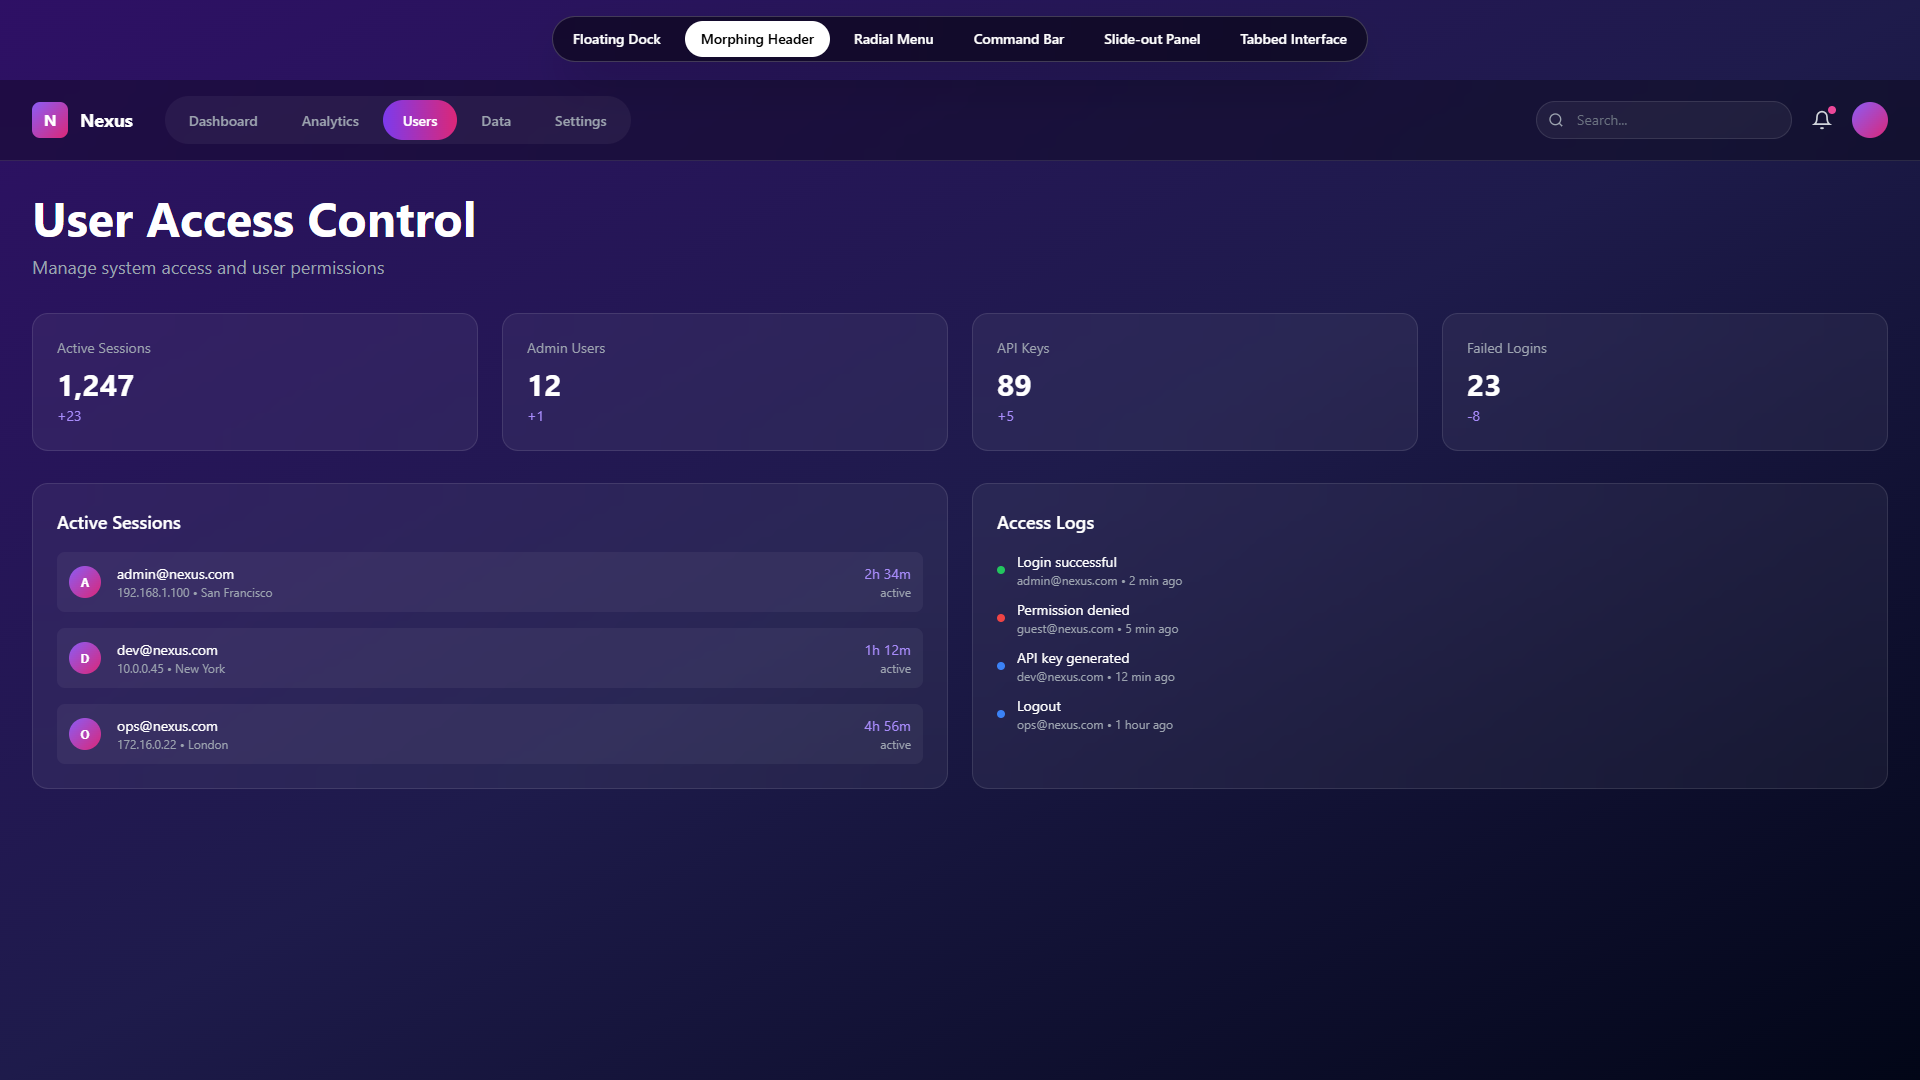 Floating Dock
Morphing Header
Radial Menu
Command Bar
Slide-out Panel
Tabbed Interface
N
Nexus
Dashboard
Analytics
Users
Data
Settings
Search...
User Access Control
Manage system access and user permissions
Active Sessions
1,247
+23
Admin Users
12
+1
API Keys
89
+5
Failed Logins
23
-8
Active Sessions
A
admin@nexus.com
192.168.1.100 • San Francisco
2h 34m
active
D
dev@nexus.com
10.0.0.45 • New York
1h 12m
active
O
ops@nexus.com
172.16.0.22 • London
4h 56m
active
Access Logs
Login successful
admin@nexus.com • 2 min ago
Permission denied
guest@nexus.com • 5 min ago
API key generated
dev@nexus.com • 12 min ago
Logout
ops@nexus.com • 1 hour ago